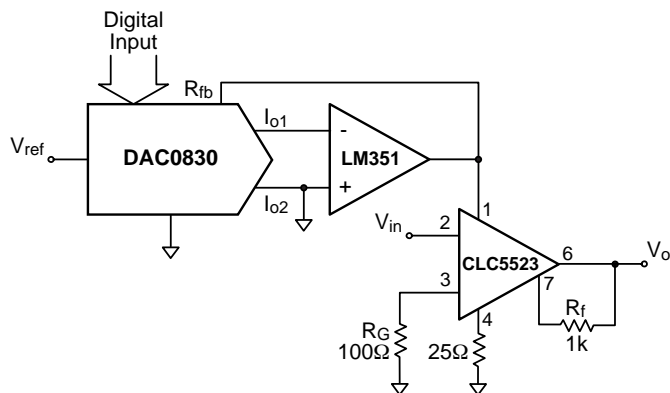 Digital
Input
Rfb
Io1
Vref
DAC0830
-
LM351
+
Io2
Vin
2
1
CLC5523
6
Vo
3
7
4
Rf
1k
RG
100Ω
25Ω